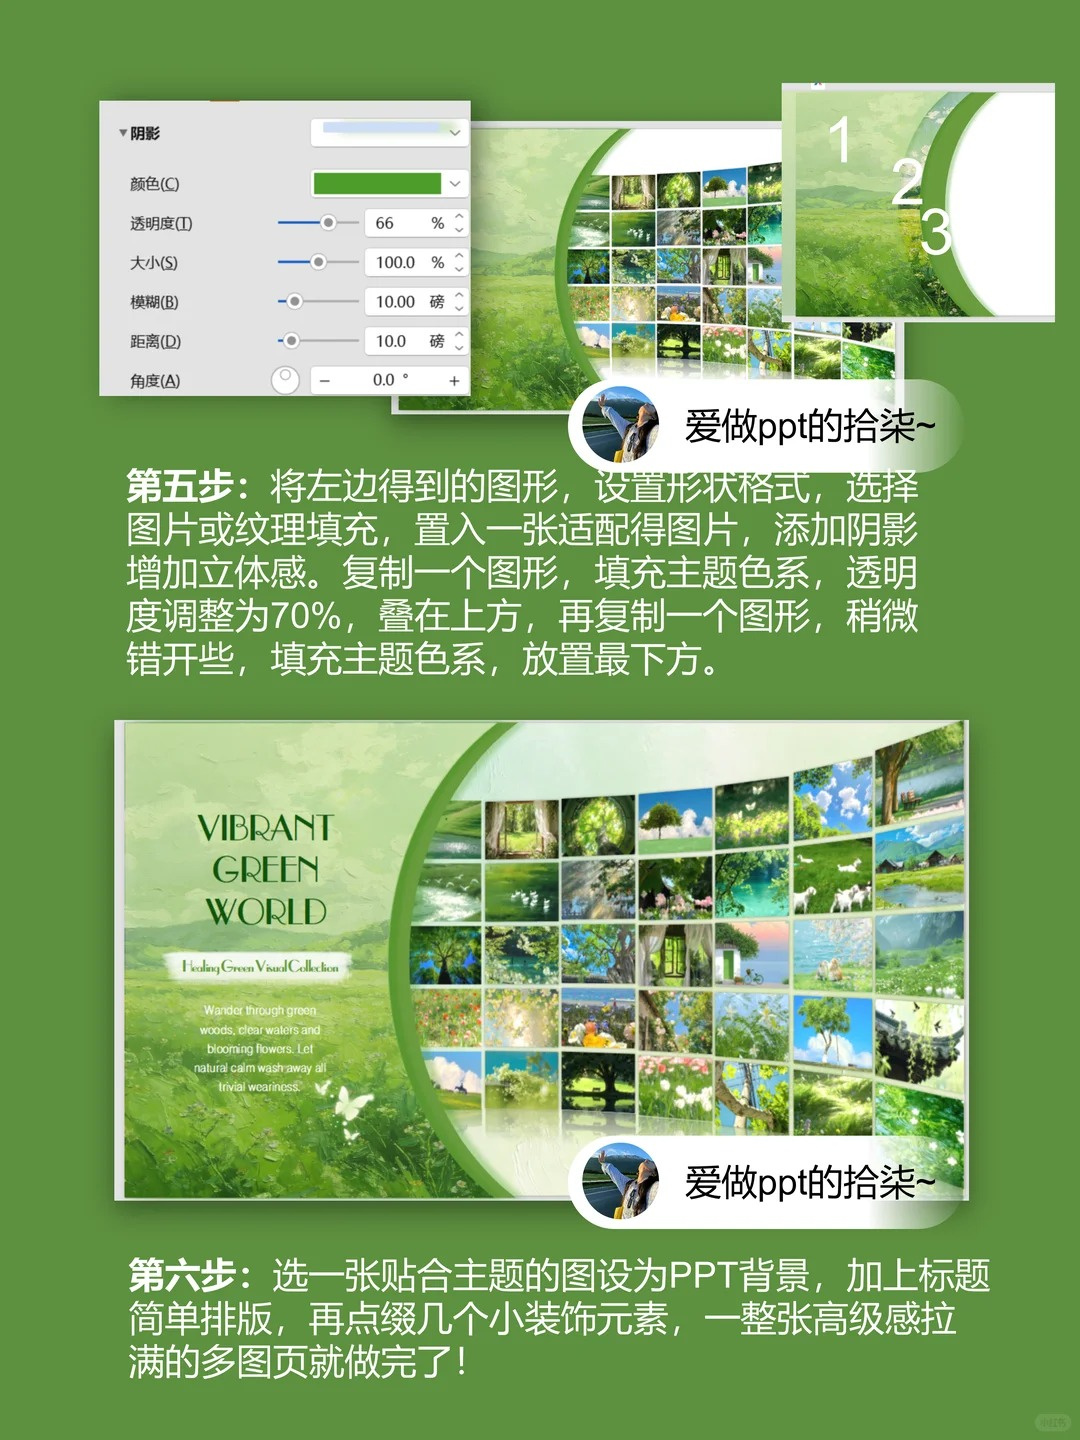 阴影
颜色(C)
透明度(T) 66 %
大小(S) 100.0 %
模糊(B) 10.00 磅
距离(D) 10.0 磅
角度(A) 0.0 °
1
2
3
爱做ppt的拾柒~
第五步：将左边得到的图形，设置形状格式，选择
图片或纹理填充，置入一张适配得图片，添加阴影
增加立体感。复制一个图形，填充主题色系，透明
度调整为70%，叠在上方，再复制一个图形，稍微
错开些，填充主题色系，放置最下方。
VIBRANT
GREEN
WORLD
Healing Green Visual Collection
Wander through green
woods, clear waters and
blooming flowers. Let
natural calm wash away all
trivial weariness.
爱做ppt的拾柒~
第六步：选一张贴合主题的图设为PPT背景，加上标题
简单排版，再点缀几个小装饰元素，一整张高级感拉
满的多图页就做完了！
小红书